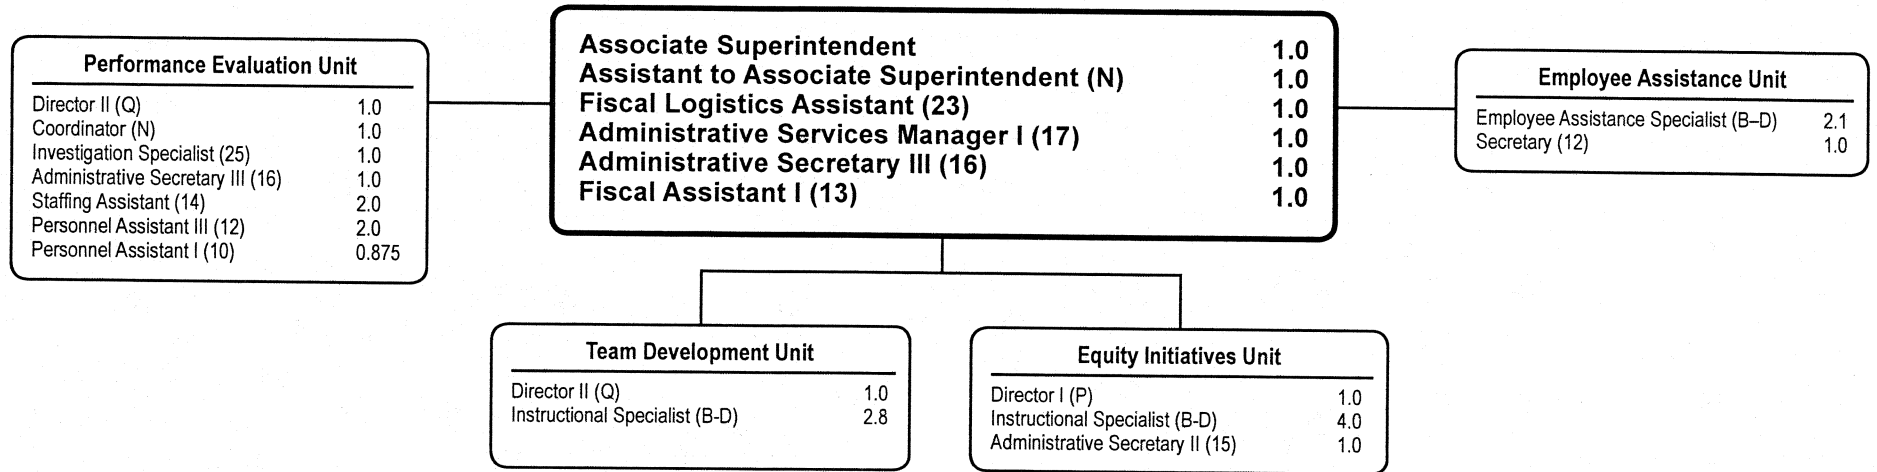 Performance Evaluation Unit
Director II (Q) 1.0
Coordinator (N) 1.0
Investigation Specialist (25) 1.0
Administrative Secretary III (16) 1.0
Staffing Assistant (14) 2.0
Personnel Assistant III (12) 2.0
Personnel Assistant I (10) 0.875
Associate Superintendent 1.0
Assistant to Associate Superintendent (N) 1.0
Fiscal Logistics Assistant (23) 1.0
Administrative Services Manager I (17) 1.0
Administrative Secretary III (16) 1.0
Fiscal Assistant I (13) 1.0
Employee Assistance Unit
Employee Assistance Specialist (B–D) 2.1
Secretary (12) 1.0
Team Development Unit
Director II (Q) 1.0
Instructional Specialist (B-D) 2.8
Equity Initiatives Unit
Director I (P) 1.0
Instructional Specialist (B-D) 4.0
Administrative Secretary II (15) 1.0